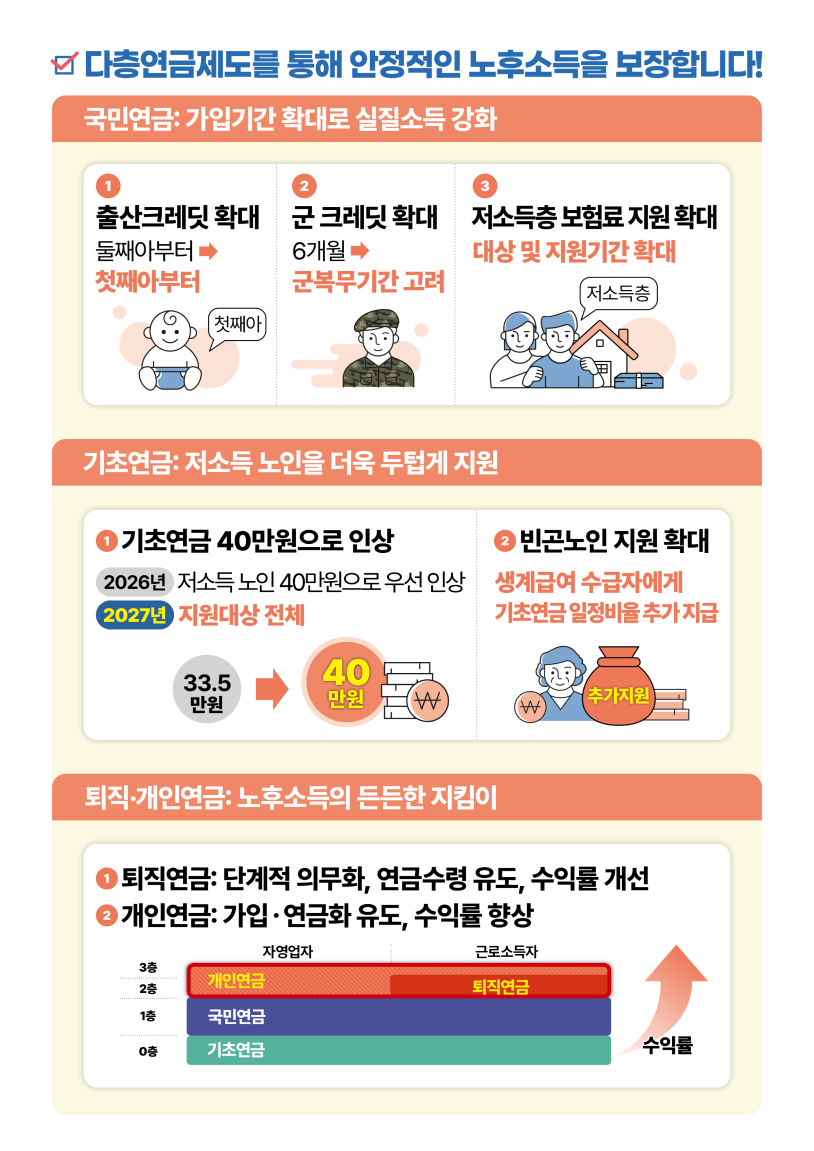 다층연금제도를 통해 안정적인 노후소득을 보장합니다!
국민연금: 가입기간 확대로 실질소득 강화
1
출산크레딧 확대
둘째아부터
첫째아부터
첫째아
2
군 크레딧 확대
6개월
군복무기간 고려
3
저소득층 보험료 지원 확대
대상 및 지원기간 확대
저소득층
기초연금: 저소득 노인을 더욱 두텁게 지원
1 기초연금 40만원으로 인상
2026년 저소득 노인 40만원으로 우선 인상
2027년 지원대상 전체
33.5
만원
40
만원
₩
2 빈곤노인 지원 확대
생계급여 수급자에게
기초연금 일정비율 추가 지급
₩
추가지원
퇴직·개인연금: 노후소득의 든든한 지킴이
1 퇴직연금: 단계적 의무화, 연금수령 유도, 수익률 개선
2 개인연금: 가입·연금화 유도, 수익률 향상
자영업자 근로소득자
3층
개인연금
2층
퇴직연금
1층 국민연금
0층 기초연금
수익률